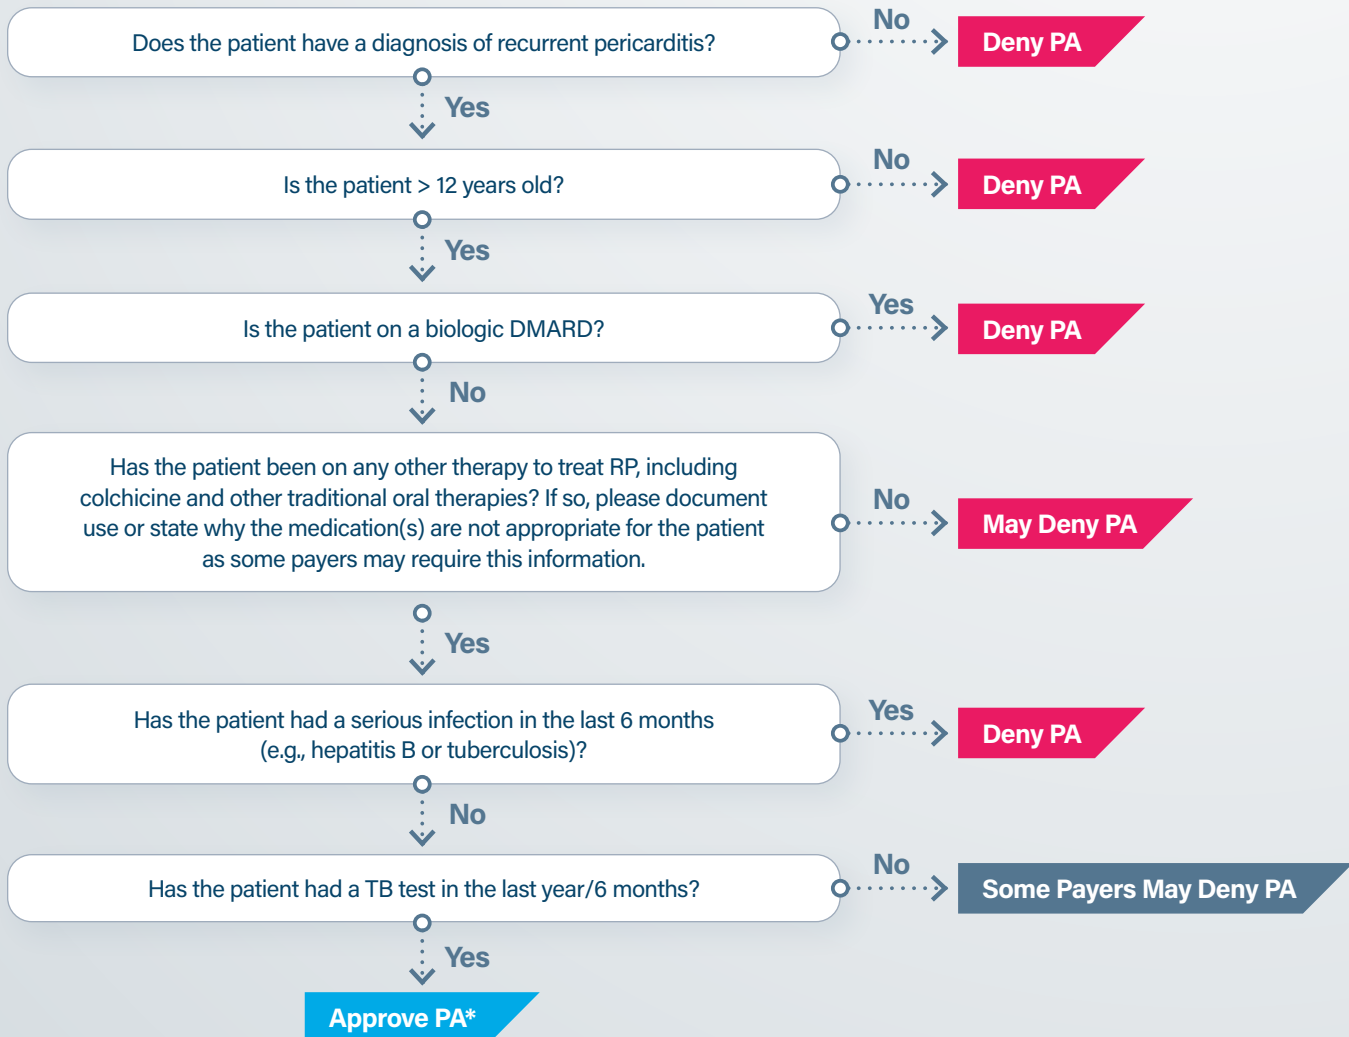 Does the patient have a diagnosis of recurrent pericarditis?
No
Deny PA
Yes
Is the patient > 12 years old?
No
Deny PA
Yes
Is the patient on a biologic DMARD?
Yes
Deny PA
No
Has the patient been on any other therapy to treat RP, including
colchicine and other traditional oral therapies? If so, please document
use or state why the medication(s) are not appropriate for the patient
as some payers may require this information.
No
May Deny PA
Yes
Has the patient had a serious infection in the last 6 months
(e.g., hepatitis B or tuberculosis)?
Yes
Deny PA
No
Has the patient had a TB test in the last year/6 months?
No
Some Payers May Deny PA
Yes
Approve PA*